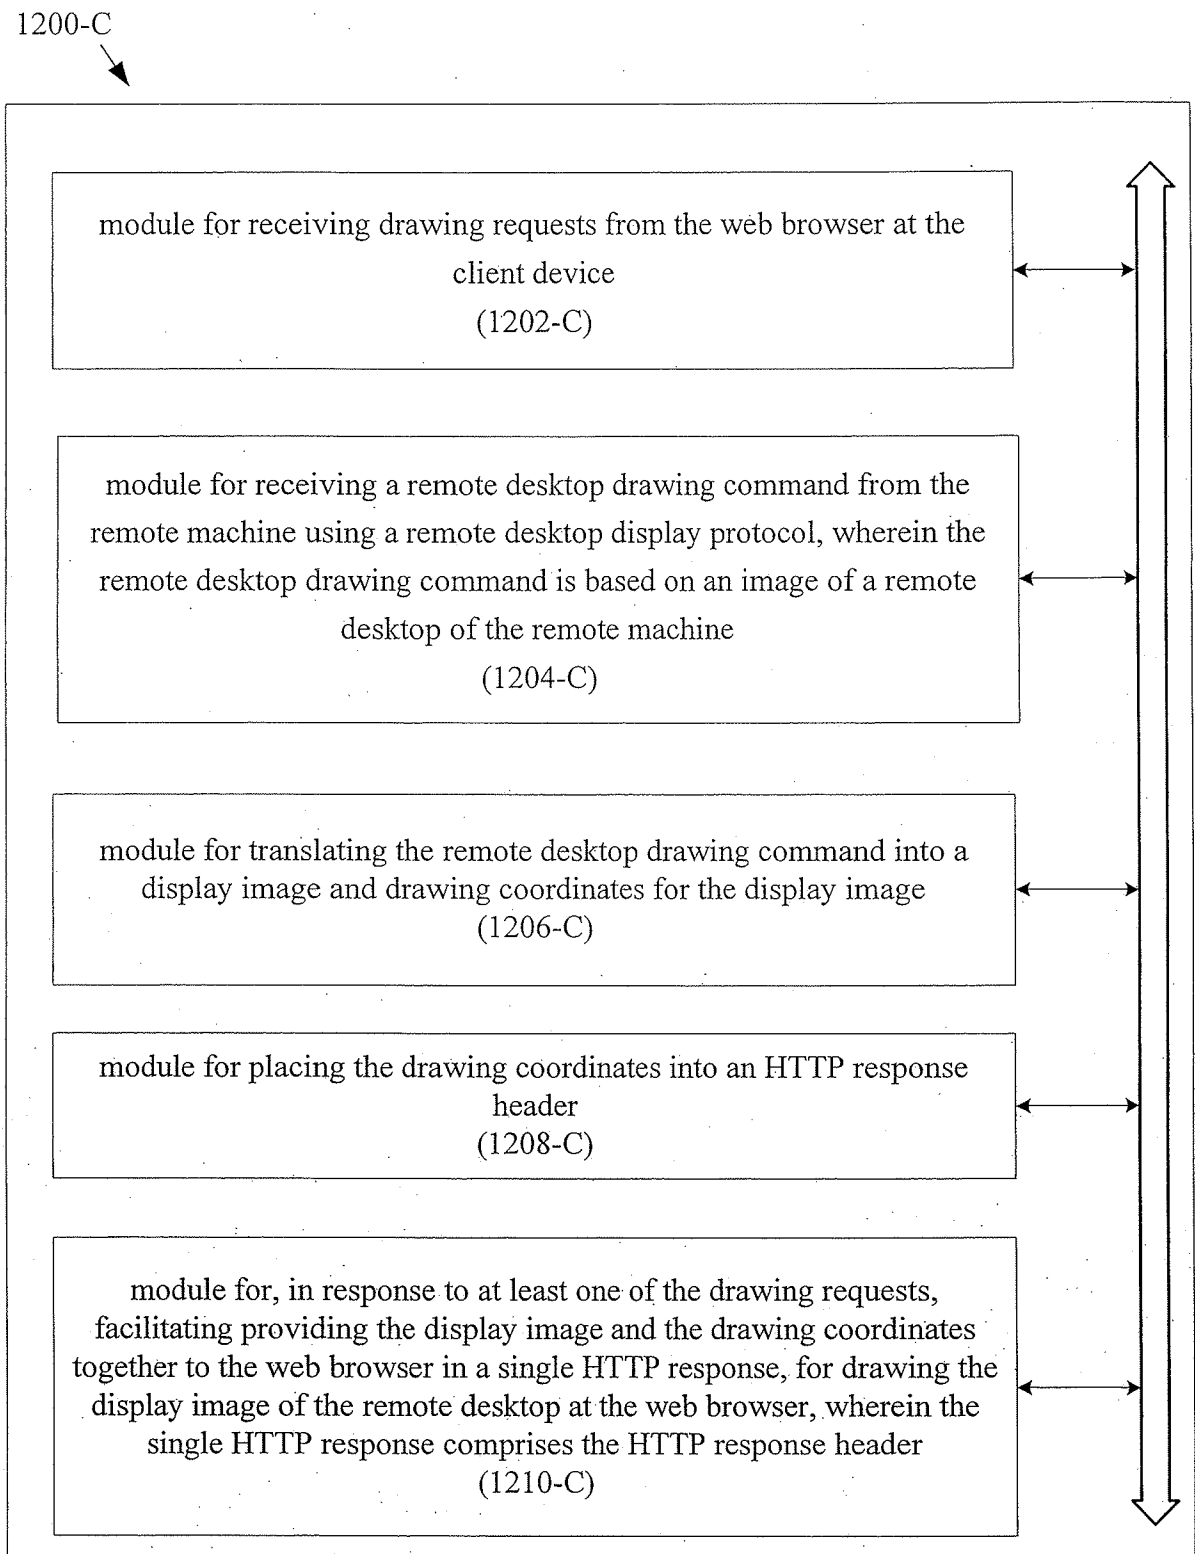 1200-C
module for receiving drawing requests from the web browser at the
client device
(1202-C)
module for receiving a remote desktop drawing command from the
remote machine using a remote desktop display protocol, wherein the
remote desktop drawing command is based on an image of a remote
desktop of the remote machine
(1204-C)
module for translating the remote desktop drawing command into a
display image and drawing coordinates for the display image
(1206-C)
module for placing the drawing coordinates into an HTTP response
header
(1208-C)
module for, in response to at least one of the drawing requests,
facilitating providing the display image and the drawing coordinates
together to the web browser in a single HTTP response, for drawing the
display image of the remote desktop at the web browser, wherein the
single HTTP response comprises the HTTP response header
(1210-C)